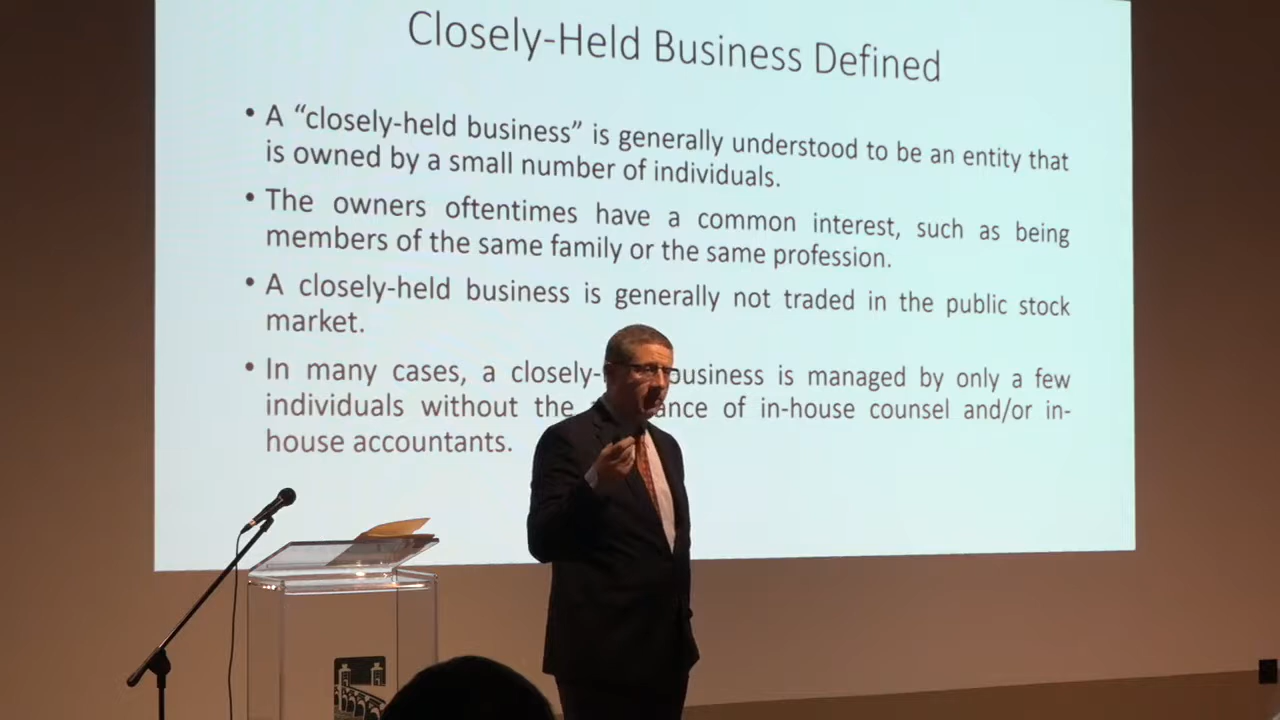 Closely-Held Business Defined
• A “closely-held business” is generally understood to be an entity that
is owned by a small number of individuals.
• The owners oftentimes have a common interest, such as being
members of the same family or the same profession.
• A closely-held business is generally not traded in the public stock
market.
• In many cases, a closely- business is managed by only a few
individuals without the of in-house counsel and/or in-
house accountants.